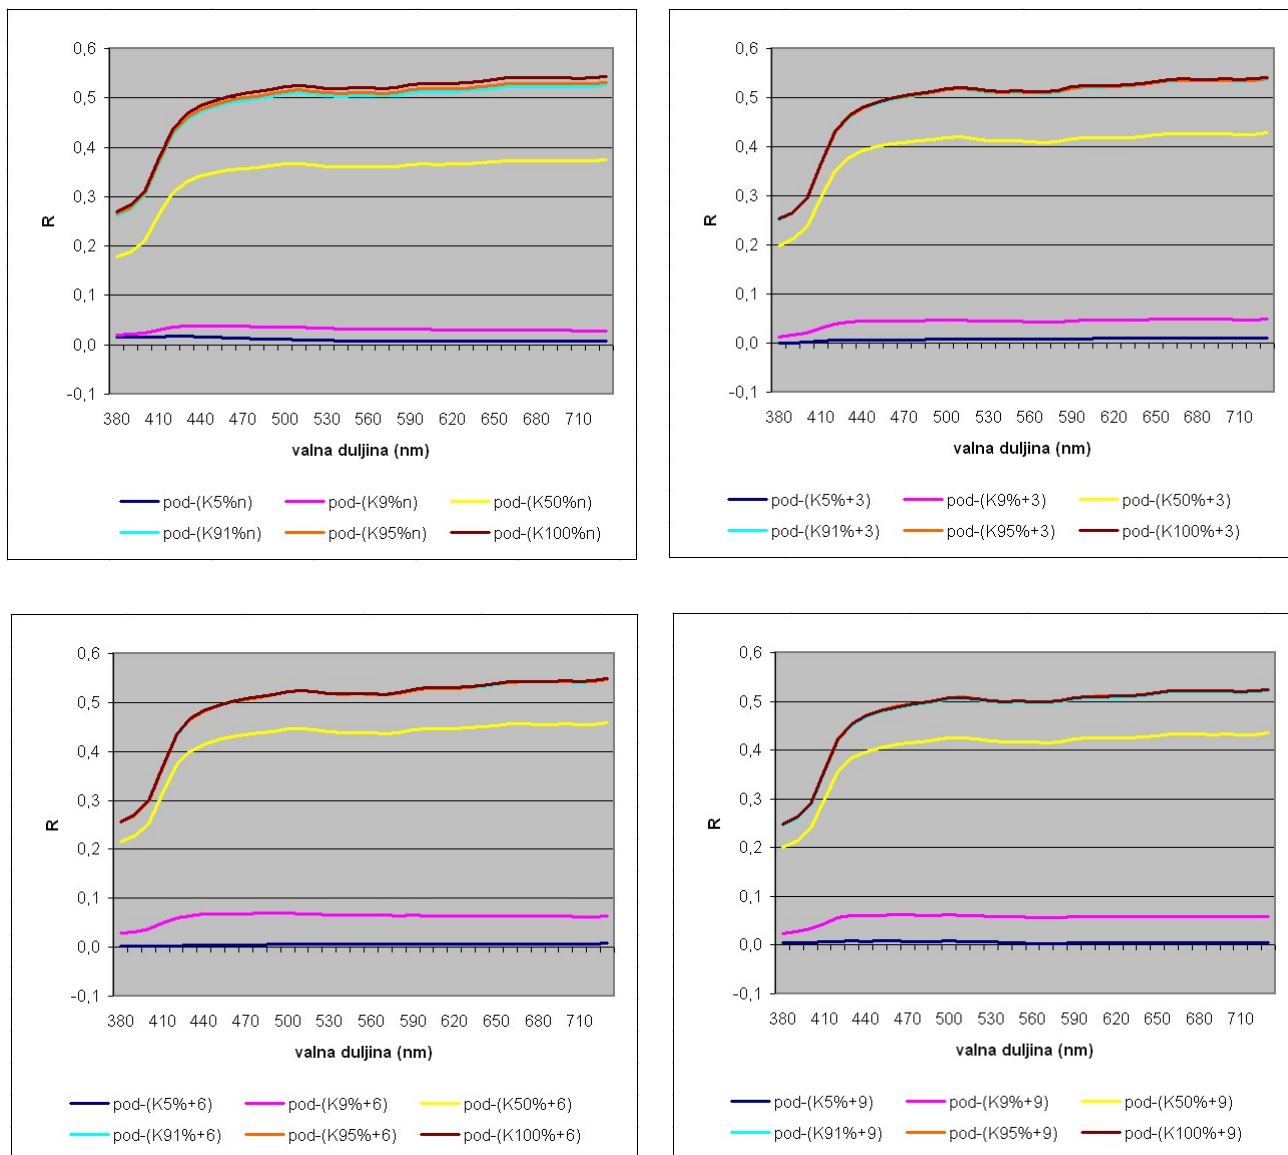 0,6
0,5
0,4
0,3
0,2
0,1
0,0
-0,1
R
380 410 440 470 500 530 560 590 620 650 680 710
valna duljina (nm)
pod-(K5%n) pod-(K9%n) pod-(K50%n)
pod-(K91%n) pod-(K95%n) pod-(K100%n)
0,6
0,5
0,4
0,3
0,2
0,1
0,0
-0,1
R
380 410 440 470 500 530 560 590 620 650 680 710
valna duljina (nm)
pod-(K5%+3) pod-(K9%+3) pod-(K50%+3)
pod-(K91%+3) pod-(K95%+3) pod-(K100%+3)
0,6
0,5
0,4
0,3
0,2
0,1
0,0
-0,1
R
380 410 440 470 500 530 560 590 620 650 680 710
valna duljina (nm)
pod-(K5%+6) pod-(K9%+6) pod-(K50%+6)
pod-(K91%+6) pod-(K95%+6) pod-(K100%+6)
0,6
0,5
0,4
0,3
0,2
0,1
0,0
-0,1
R
380 410 440 470 500 530 560 590 620 650 680 710
valna duljina (nm)
pod-(K5%+9) pod-(K9%+9) pod-(K50%+9)
pod-(K91%+9) pod-(K95%+9) pod-(K100%+9)